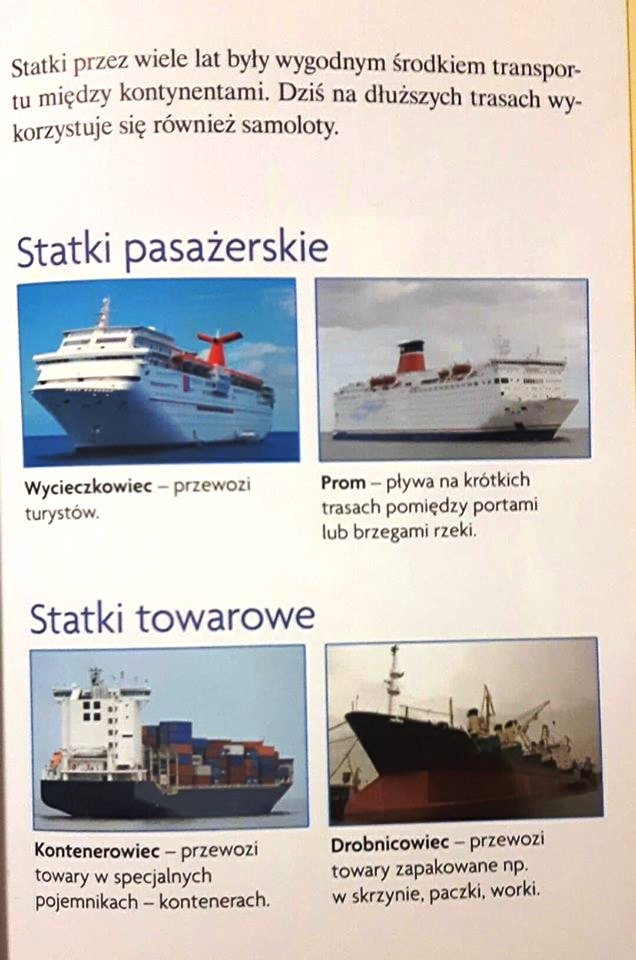 Statki przez wiele lat były wygodnym środkiem transpor-
tu między kontynentami. Dziś na dłuższych trasach wy-
korzystuje się również samoloty.
Statki pasażerskie
Wycieczkowiec – przewozi
turystów.
Prom – pływa na krótkich
trasach pomiędzy portami
lub brzegami rzeki.
Statki towarowe
Kontenerowiec – przewozi
towary w specjalnych
pojemnikach – kontenerach.
Drobnicowiec – przewozi
towary zapakowane np.
w skrzynie, paczki, worki.